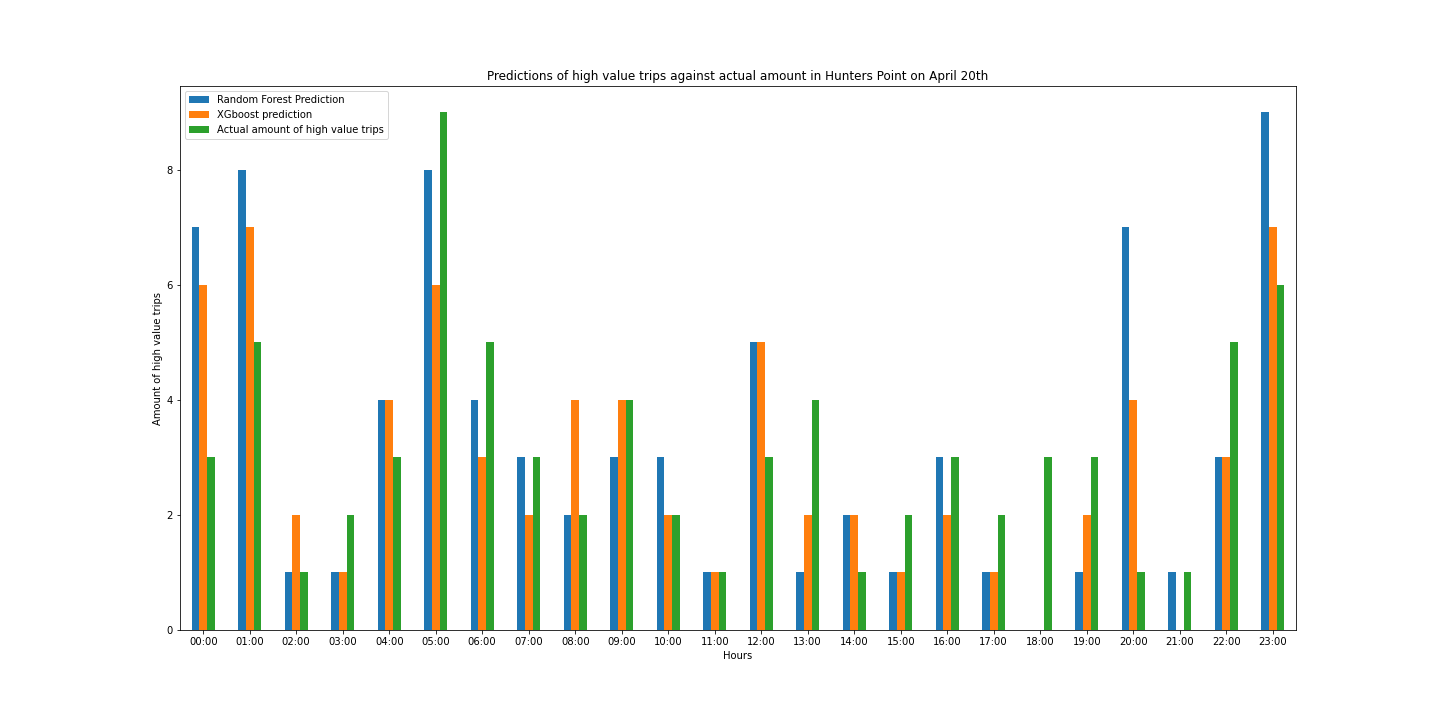 Predictions of high value trips against actual amount in Hunters Point on April 20th
Random Forest Prediction
XGboost prediction
Actual amount of high value trips
Amount of high value trips
8
6
4
2
0
00:00 01:00 02:00 03:00 04:00 05:00 06:00 07:00 08:00 09:00 10:00 11:00 12:00 13:00 14:00 15:00 16:00 17:00 18:00 19:00 20:00 21:00 22:00 23:00
Hours